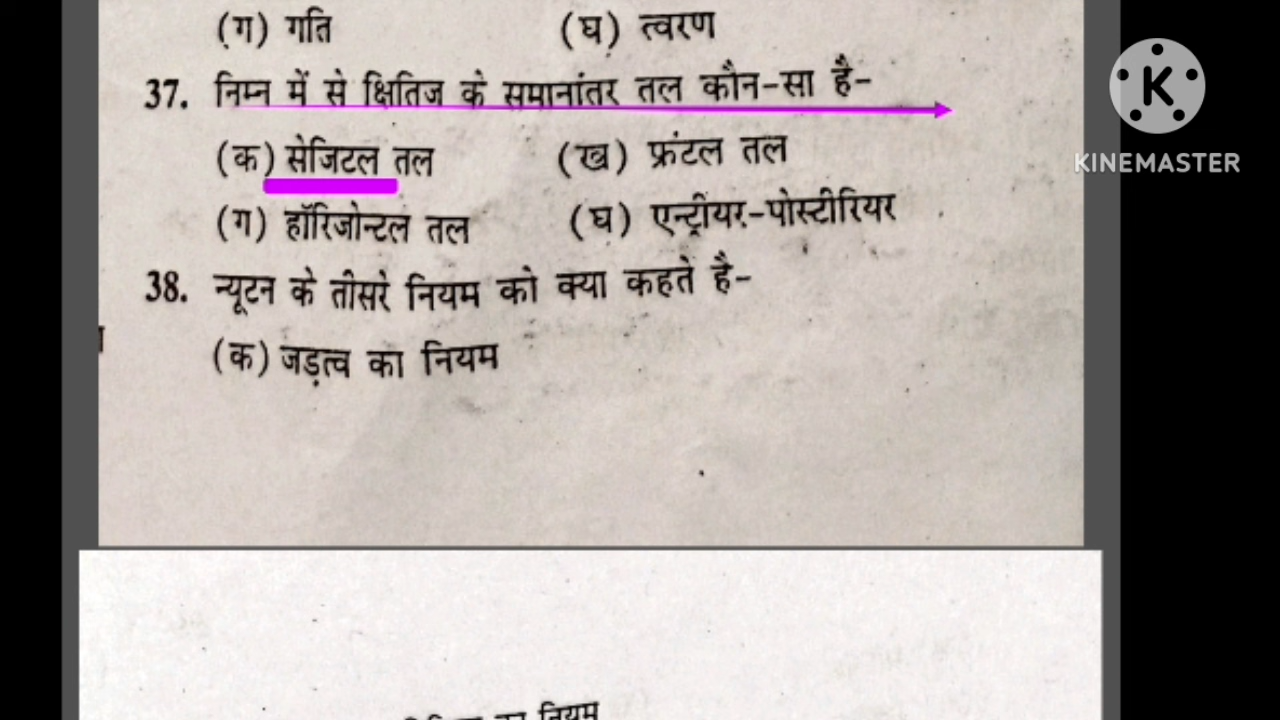 (ग) गति (घ) त्वरण
37. निम्न में से क्षितिज के समानांतर तल कौन-सा है-
(क) सेजिटल तल (ख) फ्रंटल तल
(ग) हॉरिजोन्टल तल (घ) एन्ट्रीयर-पोस्टीरियर
38. न्यूटन के तीसरे नियम को क्या कहते है-
(क) जड़त्व का नियम
नियम
K
KINEMASTER